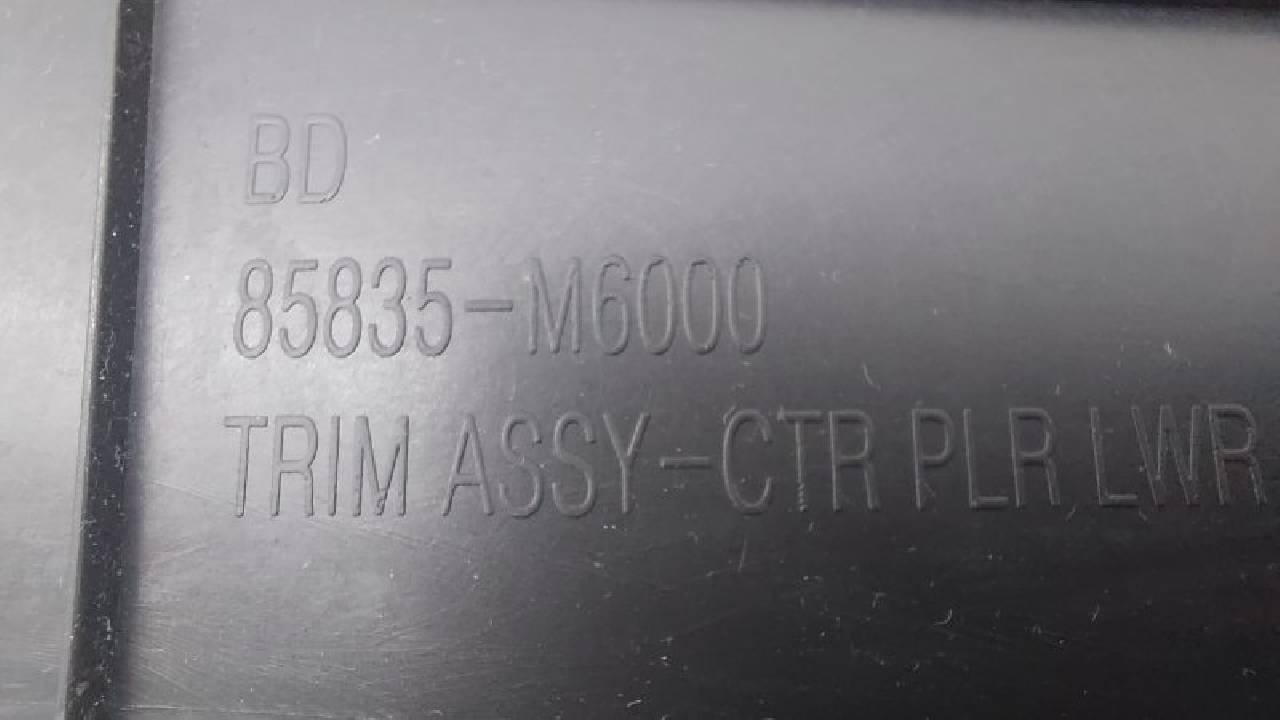 BD
85835-M6000
TRIM ASSY-CTR PLR LWR